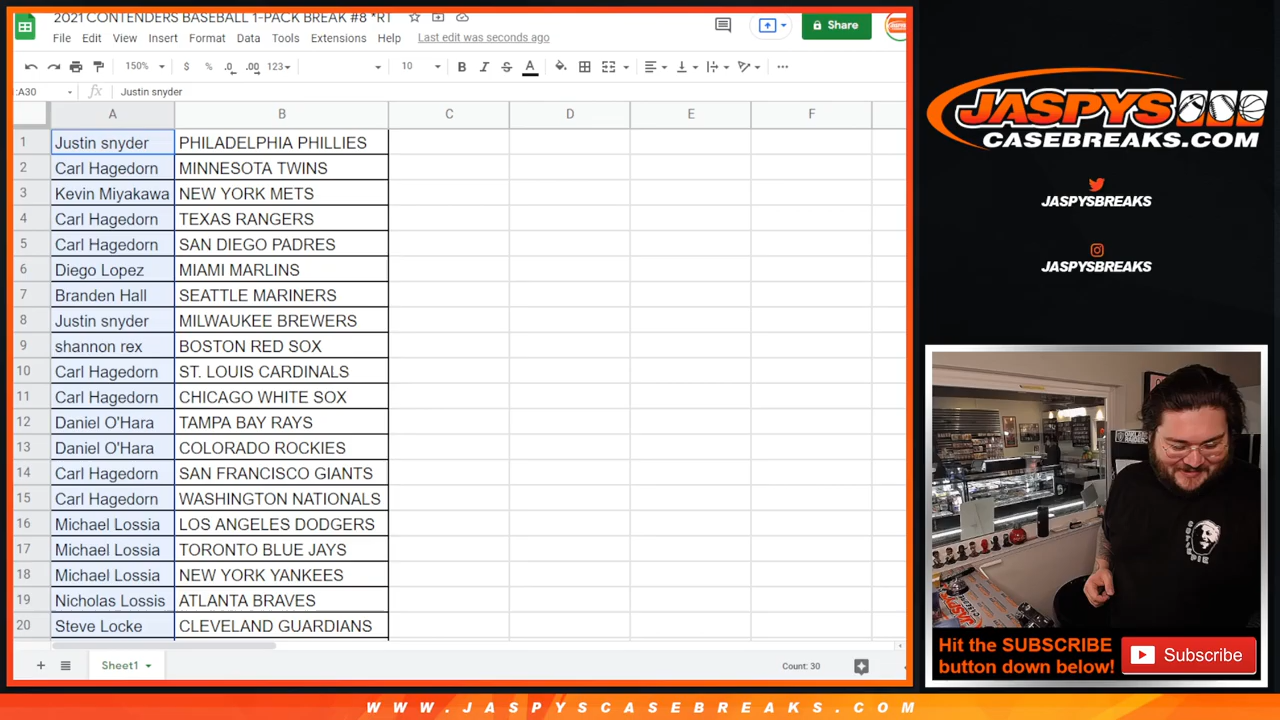 2021 CONTENDERS BASEBALL 1-PACK BREAK #8 *RT
File Edit View Insert Format Data Tools Extensions Help Last edit was seconds ago
Share
150% $ % .0 .00 123 10 B I S A
:A30 fx Justin snyder
A B C D E F
1 Justin snyder PHILADELPHIA PHILLIES
2 Carl Hagedorn MINNESOTA TWINS
3 Kevin Miyakawa NEW YORK METS
4 Carl Hagedorn TEXAS RANGERS
5 Carl Hagedorn SAN DIEGO PADRES
6 Diego Lopez MIAMI MARLINS
7 Branden Hall SEATTLE MARINERS
8 Justin snyder MILWAUKEE BREWERS
9 shannon rex BOSTON RED SOX
10 Carl Hagedorn ST. LOUIS CARDINALS
11 Carl Hagedorn CHICAGO WHITE SOX
12 Daniel O'Hara TAMPA BAY RAYS
13 Daniel O'Hara COLORADO ROCKIES
14 Carl Hagedorn SAN FRANCISCO GIANTS
15 Carl Hagedorn WASHINGTON NATIONALS
16 Michael Lossia LOS ANGELES DODGERS
17 Michael Lossia TORONTO BLUE JAYS
18 Michael Lossia NEW YORK YANKEES
19 Nicholas Lossis ATLANTA BRAVES
20 Steve Locke CLEVELAND GUARDIANS
Sheet1
Count: 30
JASPYS
CASEBREAKS.COM
JASPYSBREAKS
JASPYSBREAKS
Hit the SUBSCRIBE
button down below!
Subscribe
WWW.JASPYSCASEBREAKS.COM